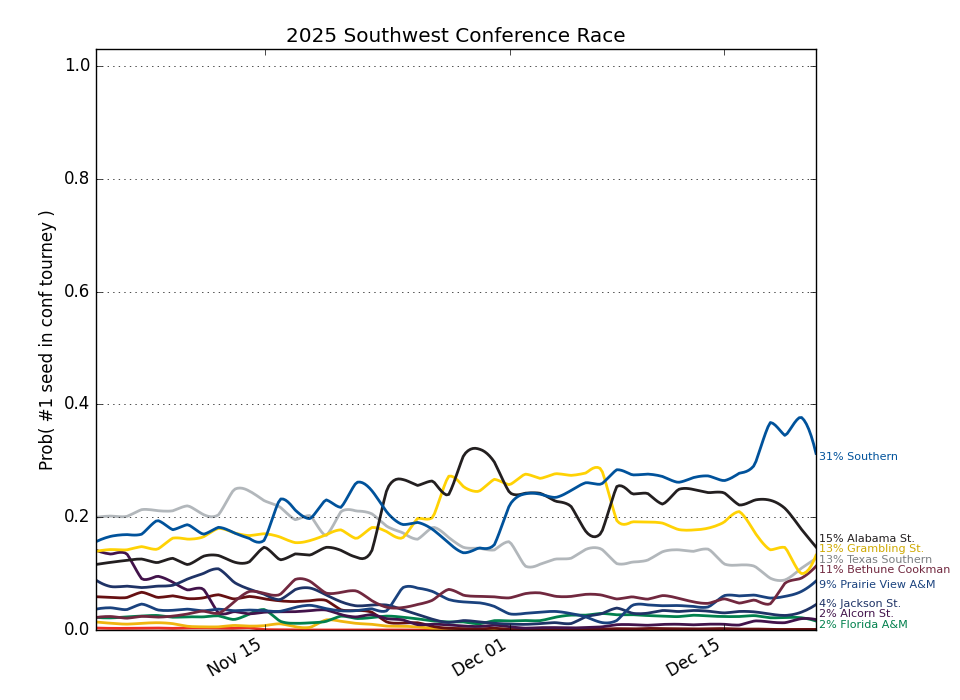 2025 Southwest Conference Race
Prob( #1 seed in conf tourney )
1.0
0.8
0.6
0.4
0.2
0.0
Nov 15
Dec 01
Dec 15
31% Southern
15% Alabama St.
13% Grambling St.
13% Texas Southern
11% Bethune Cookman
9% Prairie View A&M
4% Jackson St.
2% Alcorn St.
2% Florida A&M